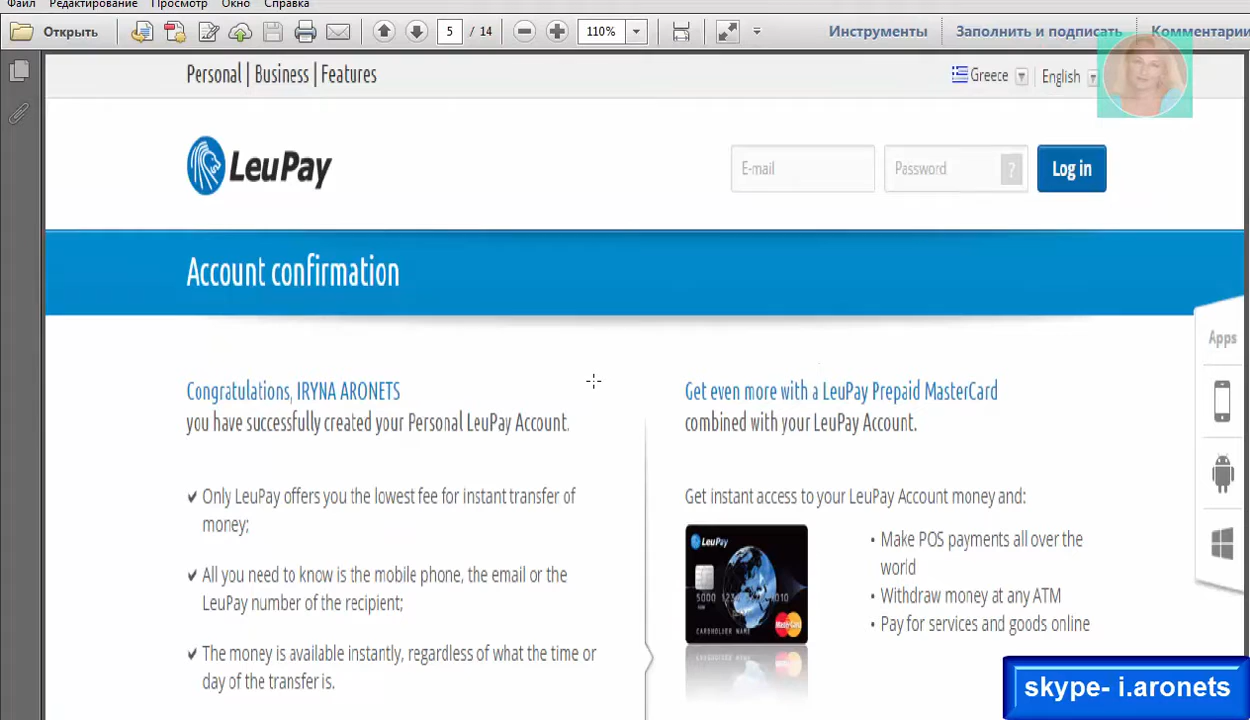 Файл Редактирование Просмотр Окно Справка
Открыть 5 / 14 110% Инструменты Заполнить и подписать Комментарии
Personal | Business | Features Greece English
LeuPay E-mail Password ? Log in
Account confirmation
Apps
Congratulations, IRYNA ARONETS
you have successfully created your Personal LeuPay Account.
✔ Only LeuPay offers you the lowest fee for instant transfer of
money;
✔ All you need to know is the mobile phone, the email or the
LeuPay number of the recipient;
✔ The money is available instantly, regardless of what the time or
day of the transfer is.
Get even more with a LeuPay Prepaid MasterCard
combined with your LeuPay Account.
Get instant access to your LeuPay Account money and:
LeuPay
CARDHOLDER NAME
MasterCard
• Make POS payments all over the
world
• Withdraw money at any ATM
• Pay for services and goods online
skype- i.aronets